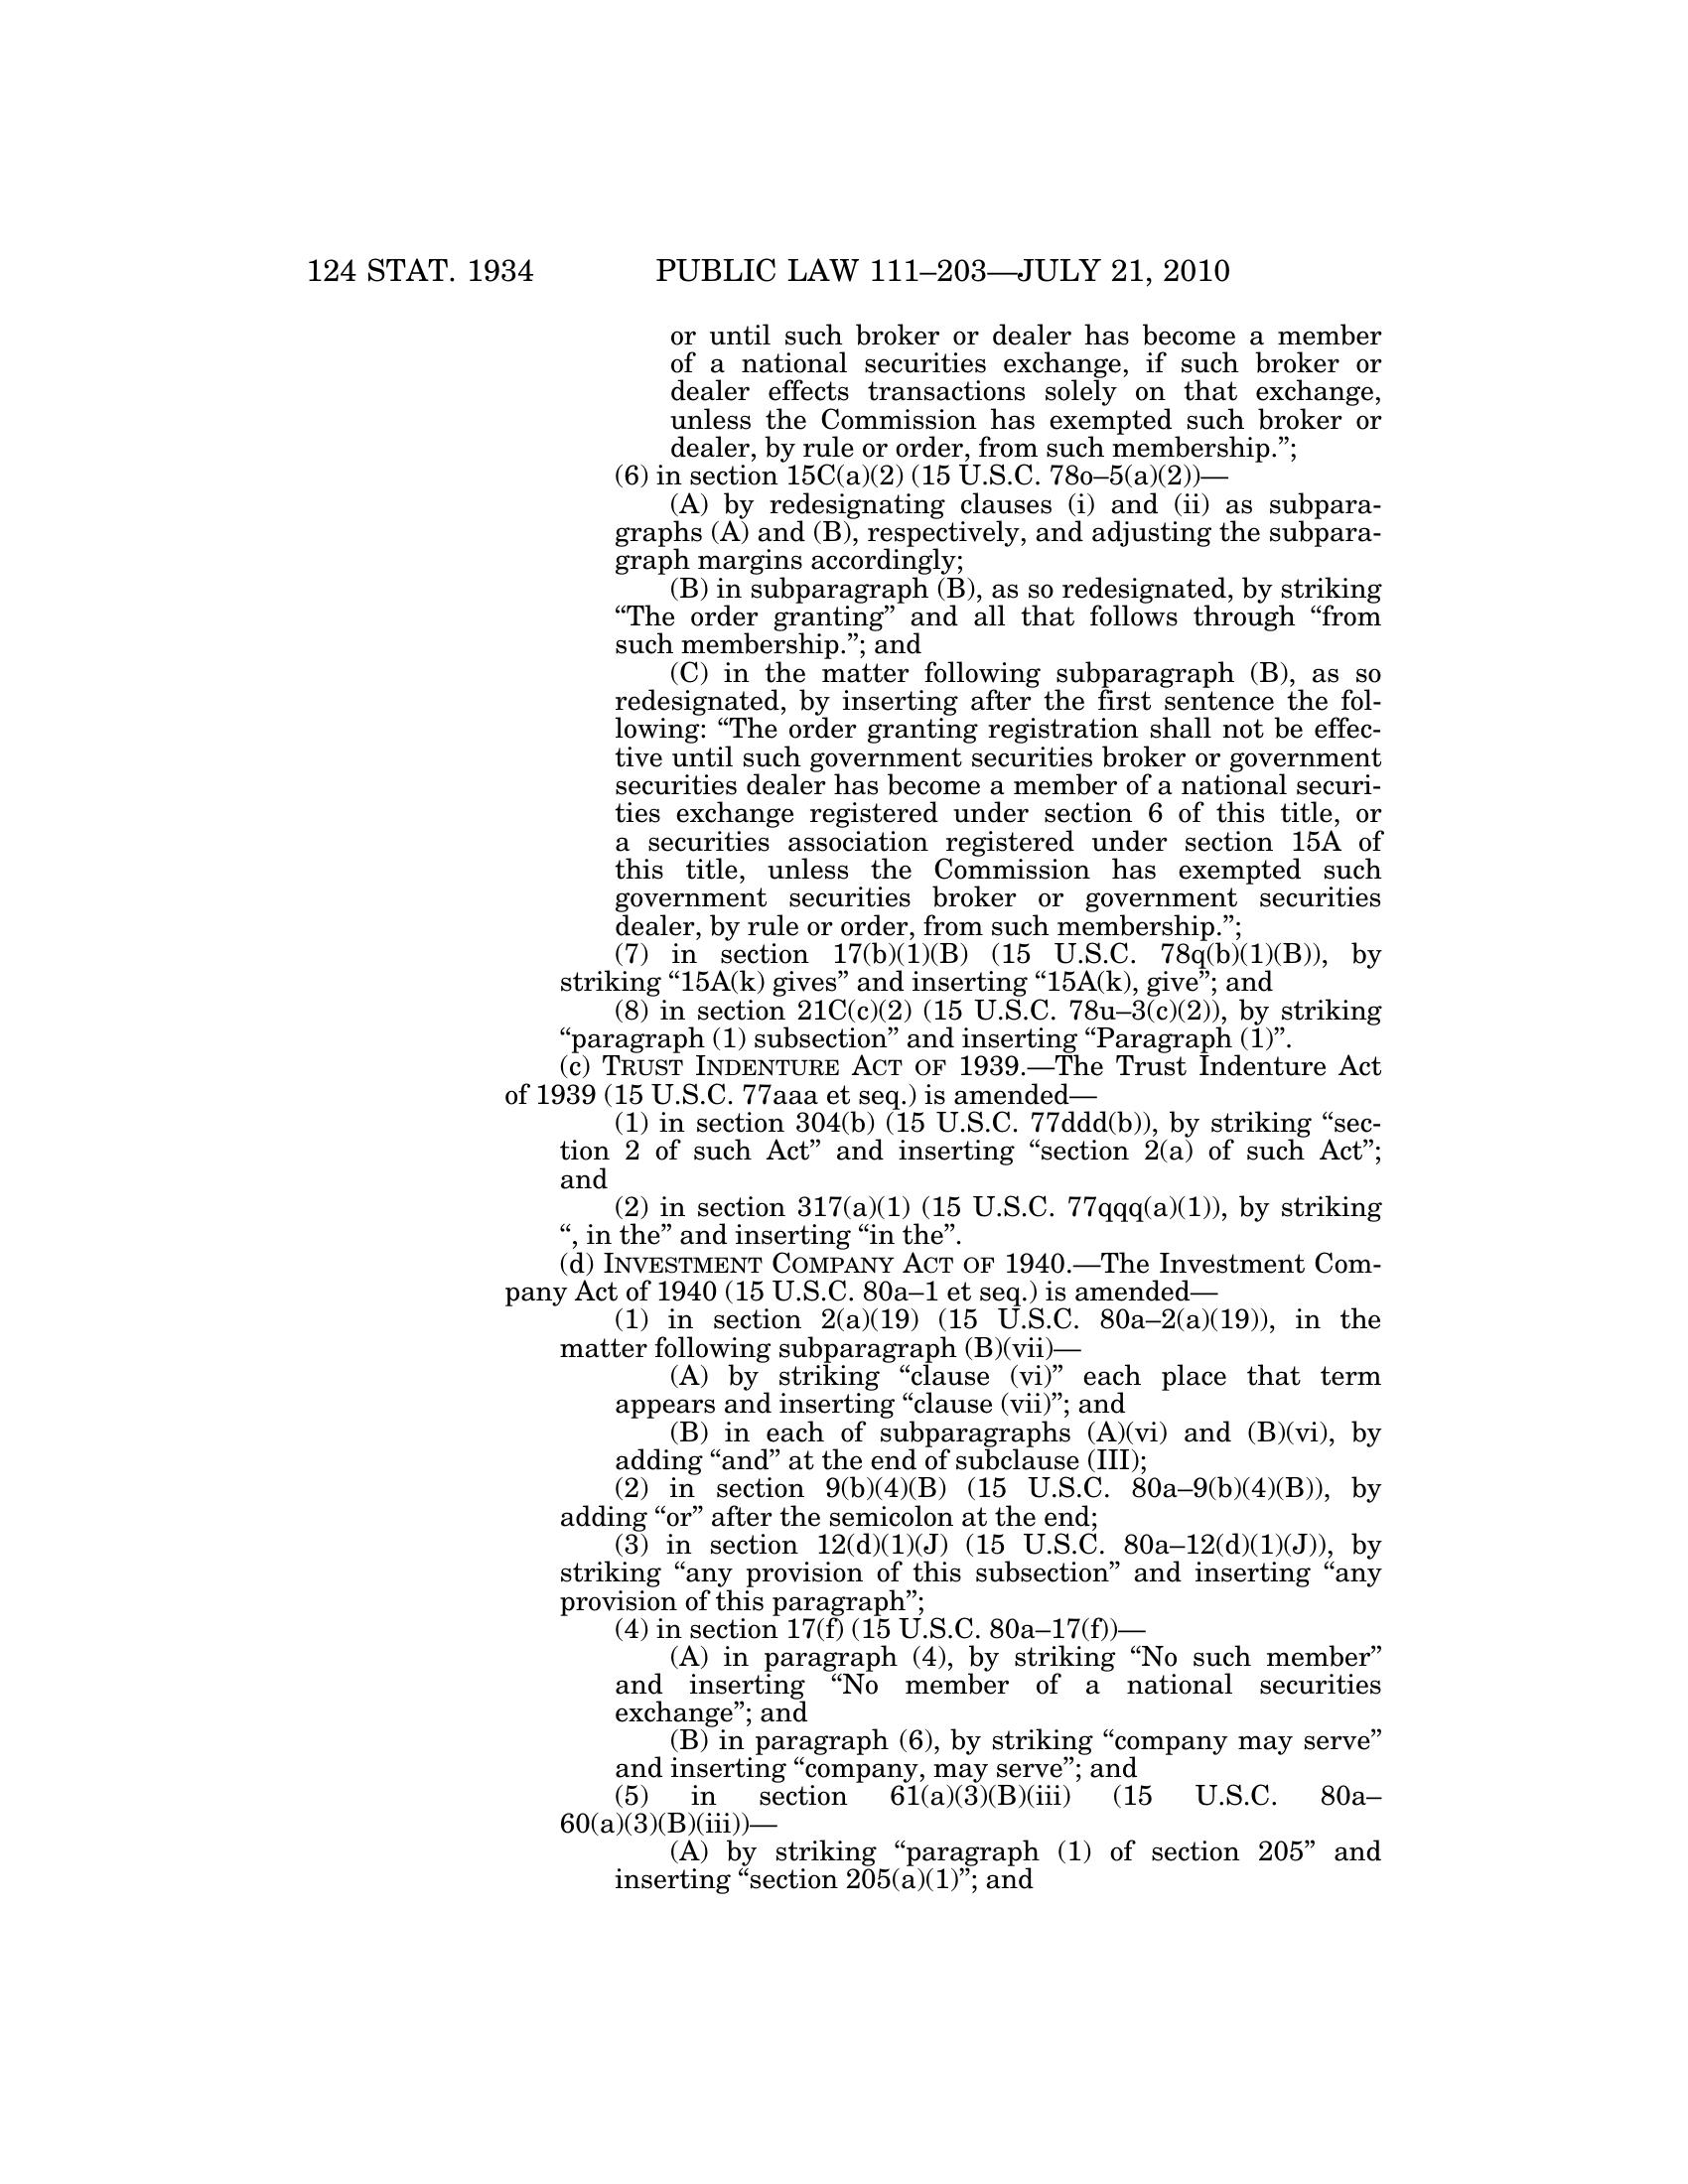 124 STAT. 1934 PUBLIC LAW 111–203—JULY 21, 2010
or until such broker or dealer has become a member
of a national securities exchange, if such broker or
dealer effects transactions solely on that exchange,
unless the Commission has exempted such broker or
dealer, by rule or order, from such membership.”;
(6) in section 15C(a)(2) (15 U.S.C. 78o–5(a)(2))—
(A) by redesignating clauses (i) and (ii) as subpara-
graphs (A) and (B), respectively, and adjusting the subpara-
graph margins accordingly;
(B) in subparagraph (B), as so redesignated, by striking
“The order granting” and all that follows through “from
such membership.”; and
(C) in the matter following subparagraph (B), as so
redesignated, by inserting after the first sentence the fol-
lowing: “The order granting registration shall not be effec-
tive until such government securities broker or government
securities dealer has become a member of a national securi-
ties exchange registered under section 6 of this title, or
a securities association registered under section 15A of
this title, unless the Commission has exempted such
government securities broker or government securities
dealer, by rule or order, from such membership.”;
(7) in section 17(b)(1)(B) (15 U.S.C. 78q(b)(1)(B)), by
striking “15A(k) gives” and inserting “15A(k), give”; and
(8) in section 21C(c)(2) (15 U.S.C. 78u–3(c)(2)), by striking
“paragraph (1) subsection” and inserting “Paragraph (1)”.
(c) TRUST INDENTURE ACT OF 1939.—The Trust Indenture Act
of 1939 (15 U.S.C. 77aaa et seq.) is amended—
(1) in section 304(b) (15 U.S.C. 77ddd(b)), by striking “sec-
tion 2 of such Act” and inserting “section 2(a) of such Act”;
and
(2) in section 317(a)(1) (15 U.S.C. 77qqq(a)(1)), by striking
“, in the” and inserting “in the”.
(d) INVESTMENT COMPANY ACT OF 1940.—The Investment Com-
pany Act of 1940 (15 U.S.C. 80a–1 et seq.) is amended—
(1) in section 2(a)(19) (15 U.S.C. 80a–2(a)(19)), in the
matter following subparagraph (B)(vii)—
(A) by striking “clause (vi)” each place that term
appears and inserting “clause (vii)”; and
(B) in each of subparagraphs (A)(vi) and (B)(vi), by
adding “and” at the end of subclause (III);
(2) in section 9(b)(4)(B) (15 U.S.C. 80a–9(b)(4)(B)), by
adding “or” after the semicolon at the end;
(3) in section 12(d)(1)(J) (15 U.S.C. 80a–12(d)(1)(J)), by
striking “any provision of this subsection” and inserting “any
provision of this paragraph”;
(4) in section 17(f) (15 U.S.C. 80a–17(f))—
(A) in paragraph (4), by striking “No such member”
and inserting “No member of a national securities
exchange”; and
(B) in paragraph (6), by striking “company may serve”
and inserting “company, may serve”; and
(5) in section 61(a)(3)(B)(iii) (15 U.S.C. 80a–
60(a)(3)(B)(iii))—
(A) by striking “paragraph (1) of section 205” and
inserting “section 205(a)(1)”; and